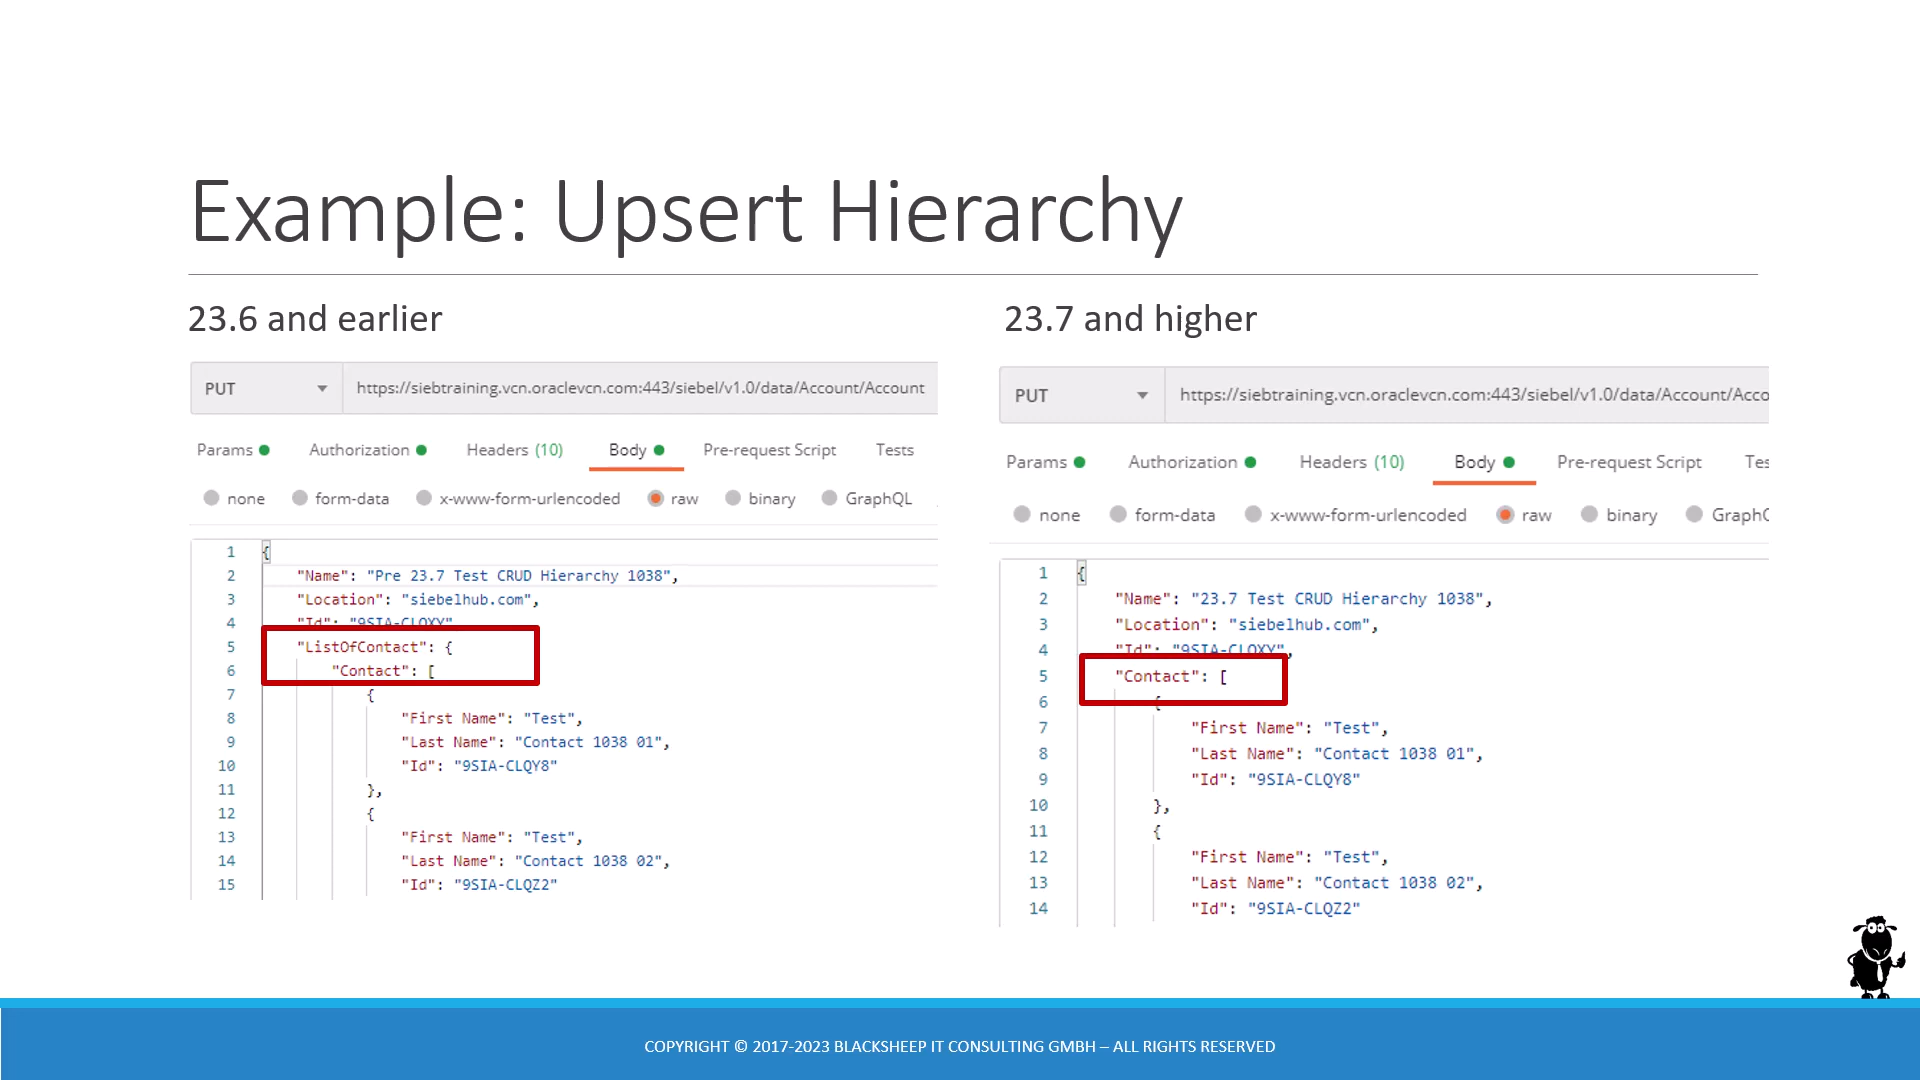 Example: Upsert Hierarchy
23.6 and earlier
PUT
https://siebtraining.vcn.oraclevcn.com:443/siebel/v1.0/data/Account/Account
Params Authorization Headers (10) Body Pre-request Script Tests
none form-data x-www-form-urlencoded raw binary GraphQL
1 {
2 "Name": "Pre 23.7 Test CRUD Hierarchy 1038",
3 "Location": "siebelhub.com",
4 "Id": "9SIA-CLQXY"
5 "ListOfContact": {
6 "Contact": [
7 {
8 "First Name": "Test",
9 "Last Name": "Contact 1038 01",
10 "Id": "9SIA-CLQY8"
11 },
12 {
13 "First Name": "Test",
14 "Last Name": "Contact 1038 02",
15 "Id": "9SIA-CLQZ2"
23.7 and higher
PUT
https://siebtraining.vcn.oraclevcn.com:443/siebel/v1.0/data/Account/Acco
Params Authorization Headers (10) Body Pre-request Script Tes
none form-data x-www-form-urlencoded raw binary GraphQ
1 {
2 "Name": "23.7 Test CRUD Hierarchy 1038",
3 "Location": "siebelhub.com",
4 "Id": "9SIA-CLQXY",
5 "Contact": [
6 {
7 "First Name": "Test",
8 "Last Name": "Contact 1038 01",
9 "Id": "9SIA-CLQY8"
10 },
11 {
12 "First Name": "Test",
13 "Last Name": "Contact 1038 02",
14 "Id": "9SIA-CLQZ2"
COPYRIGHT © 2017-2023 BLACKSHEEP IT CONSULTING GMBH – ALL RIGHTS RESERVED